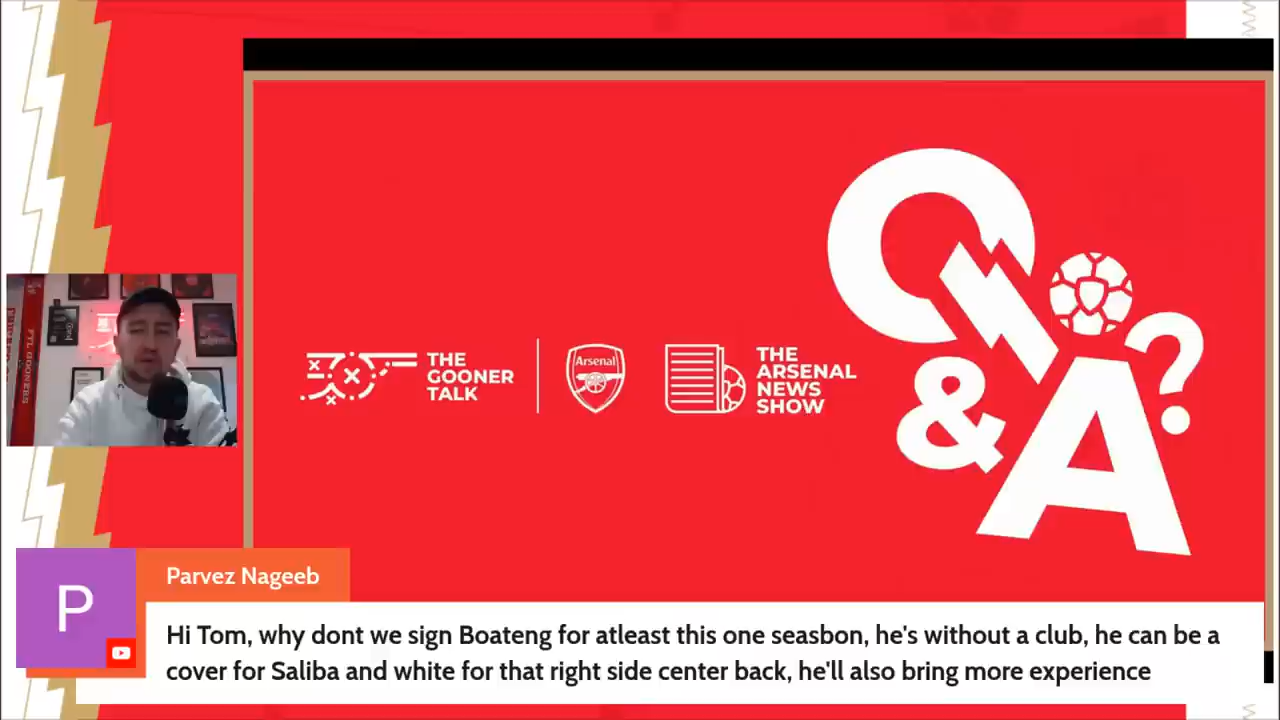 THE
GOONER
TALK
Arsenal
THE
ARSENAL
NEWS
SHOW
Q&A?
FTL GOONERS
P
Parvez Nageeb
Hi Tom, why dont we sign Boateng for atleast this one seasbon, he's without a club, he can be a
cover for Saliba and white for that right side center back, he'll also bring more experience